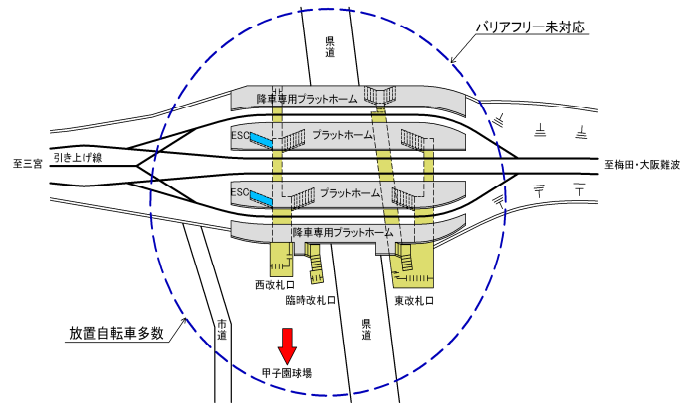 県道
バリアフリー未対応
降車専用プラットホーム
ESC
プラットホーム
至三宮
引き上げ線
至梅田・大阪難波
ESC
プラットホーム
降車専用プラットホーム
西改札口
臨時改札口
東改札口
放置自転車多数
市道
県道
甲子園球場